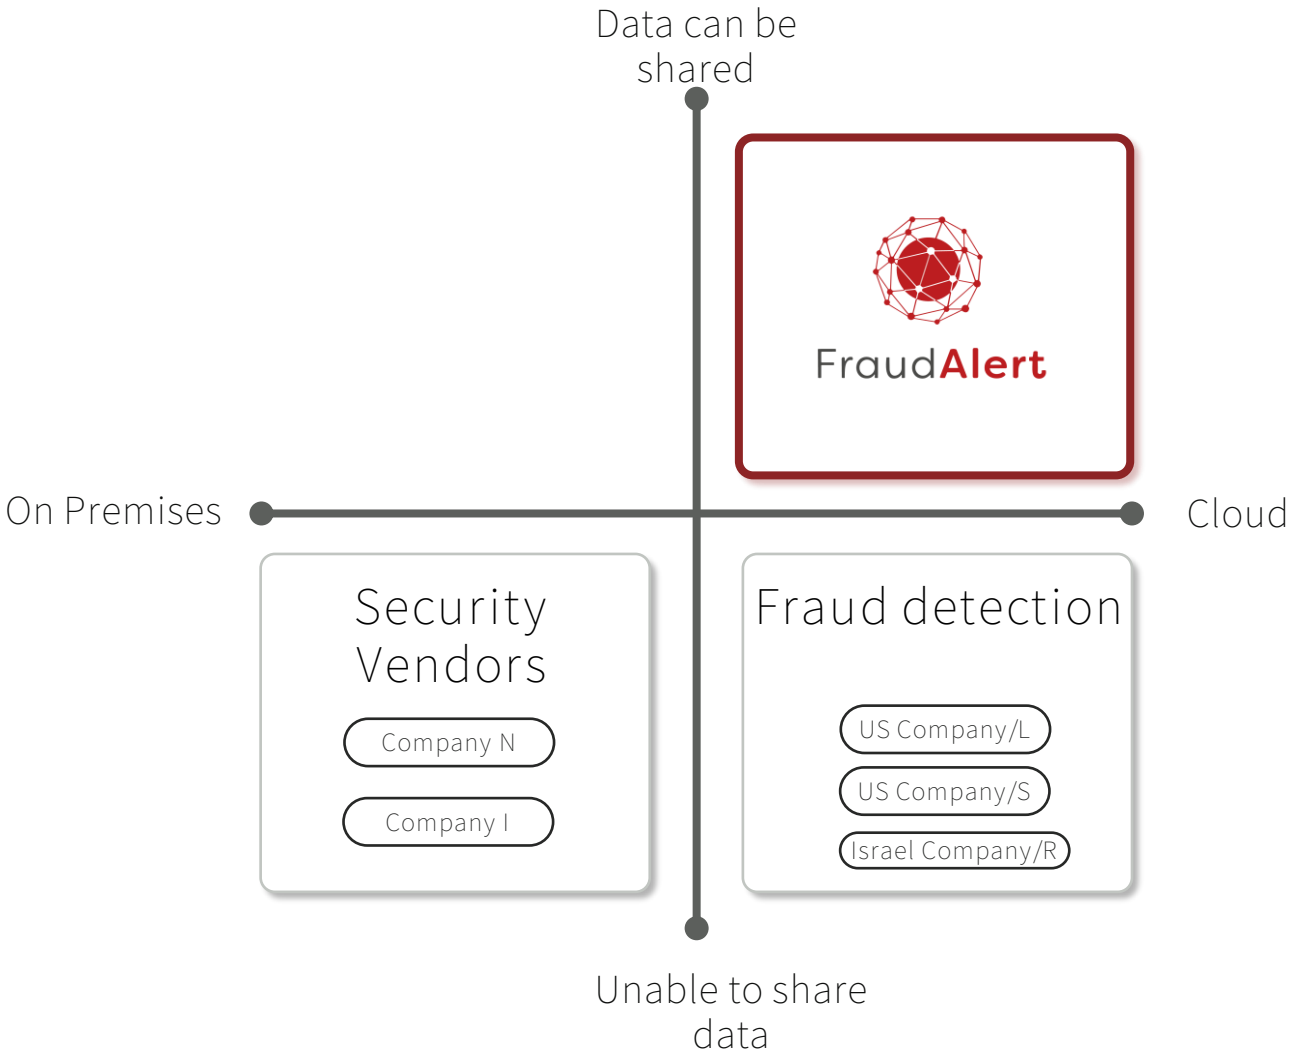 Data can be
shared
FraudAlert
On Premises
Cloud
Security
Vendors
Company N
Company I
Fraud detection
US Company/L
US Company/S
Israel Company/R
Unable to share
data